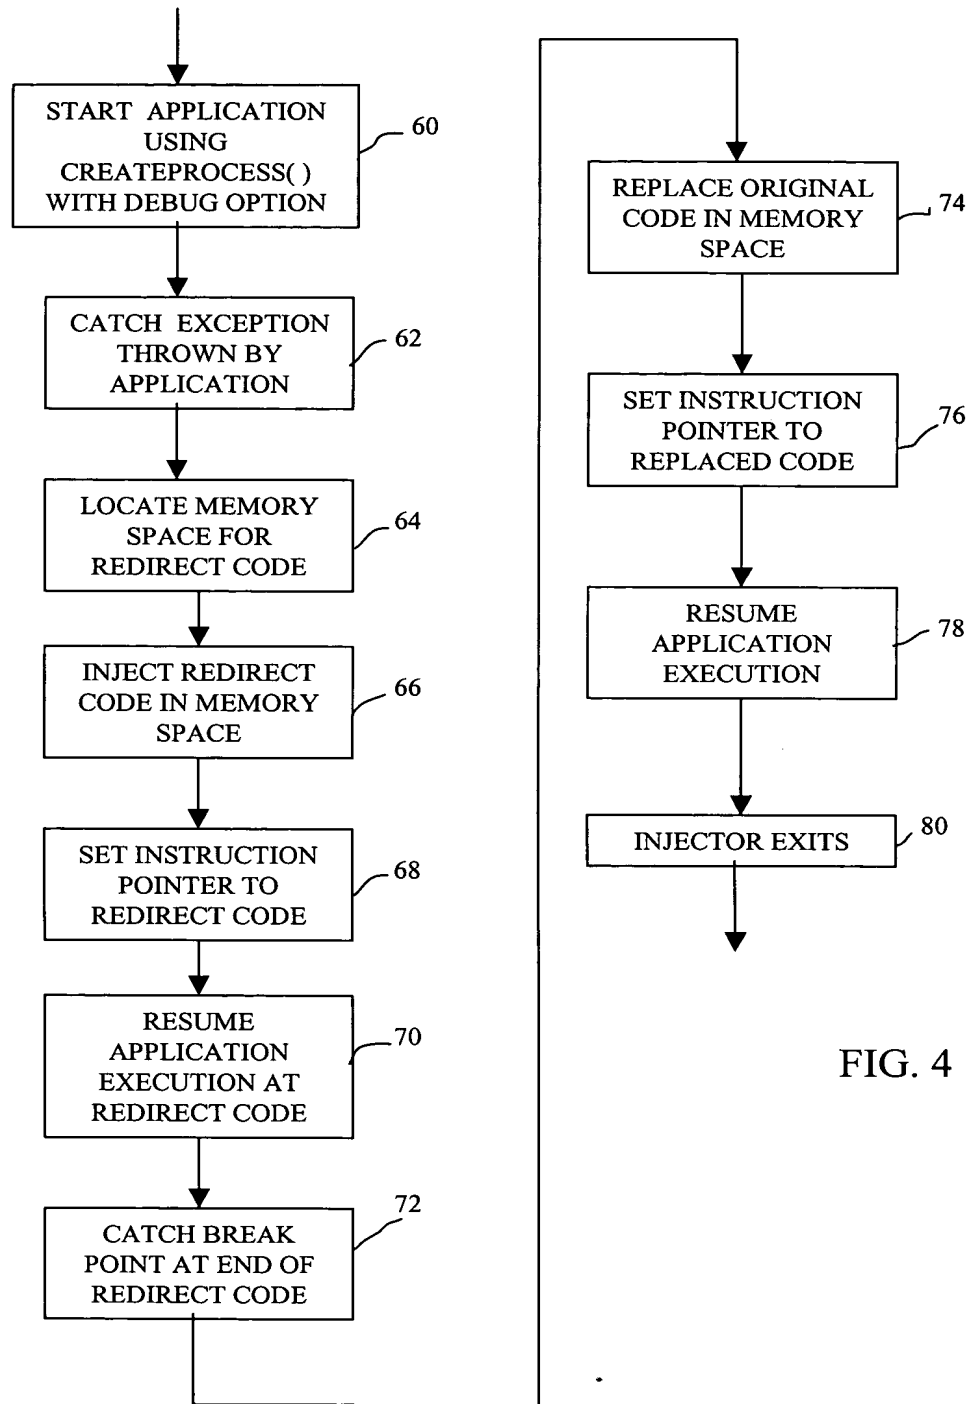 START APPLICATION
USING
CREATEPROCESS( )
WITH DEBUG OPTION
60
CATCH EXCEPTION
THROWN BY
APPLICATION
62
LOCATE MEMORY
SPACE FOR
REDIRECT CODE
64
INJECT REDIRECT
CODE IN MEMORY
SPACE
66
SET INSTRUCTION
POINTER TO
REDIRECT CODE
68
RESUME
APPLICATION
EXECUTION AT
REDIRECT CODE
70
CATCH BREAK
POINT AT END OF
REDIRECT CODE
72
REPLACE ORIGINAL
CODE IN MEMORY
SPACE
74
SET INSTRUCTION
POINTER TO
REPLACED CODE
76
RESUME
APPLICATION
EXECUTION
78
INJECTOR EXITS
80
FIG. 4